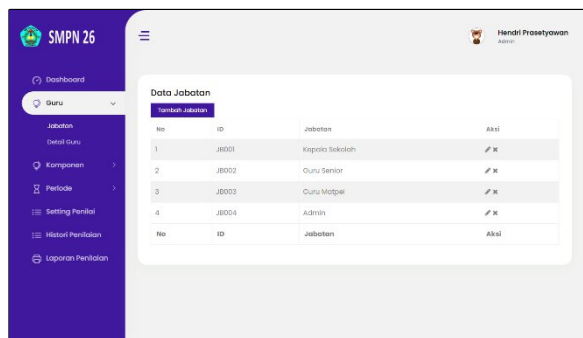 SMPN 26
Hendri Prasetyawan
Admin
Dashboard
Guru
Jabatan
Detail Guru
Komponen
Periode
Setting Penilai
Histori Penilaian
Laporan Penilaian
Data Jabatan
Tambah Jabatan
No ID Jabatan Aksi
1 JB001 Kepala Sekolah
2 JB002 Guru Senior
3 JB003 Guru Matpel
4 JB004 Admin
No ID Jabatan Aksi